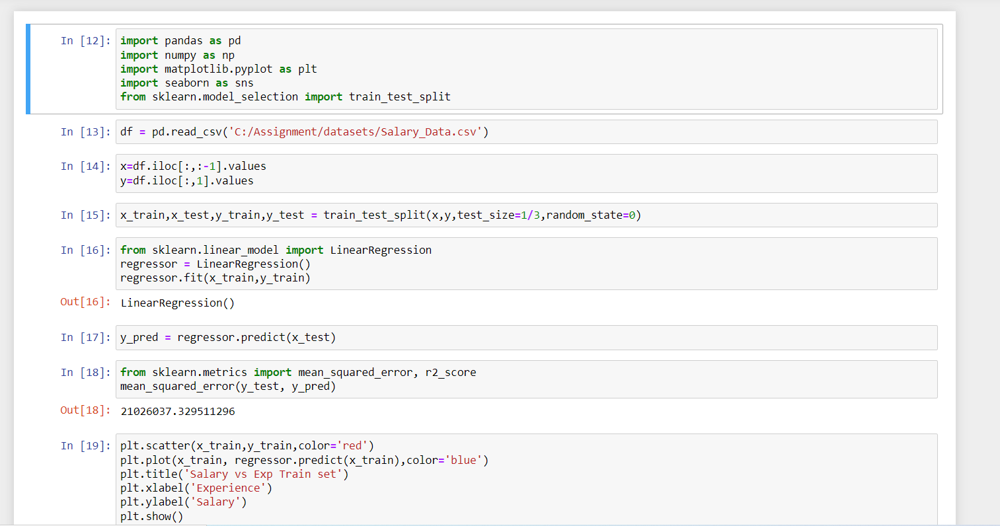 In [12]: import pandas as pd
import numpy as np
import matplotlib.pyplot as plt
import seaborn as sns
from sklearn.model_selection import train_test_split
In [13]: df = pd.read_csv('C:/Assignment/datasets/Salary_Data.csv')
In [14]: x=df.iloc[:,:-1].values
y=df.iloc[:,1].values
In [15]: x_train,x_test,y_train,y_test = train_test_split(x,y,test_size=1/3,random_state=0)
In [16]: from sklearn.linear_model import LinearRegression
regressor = LinearRegression()
regressor.fit(x_train,y_train)
Out[16]: LinearRegression()
In [17]: y_pred = regressor.predict(x_test)
In [18]: from sklearn.metrics import mean_squared_error, r2_score
mean_squared_error(y_test, y_pred)
Out[18]: 21026037.329511296
In [19]: plt.scatter(x_train,y_train,color='red')
plt.plot(x_train, regressor.predict(x_train),color='blue')
plt.title('Salary vs Exp Train set')
plt.xlabel('Experience')
plt.ylabel('Salary')
plt.show()